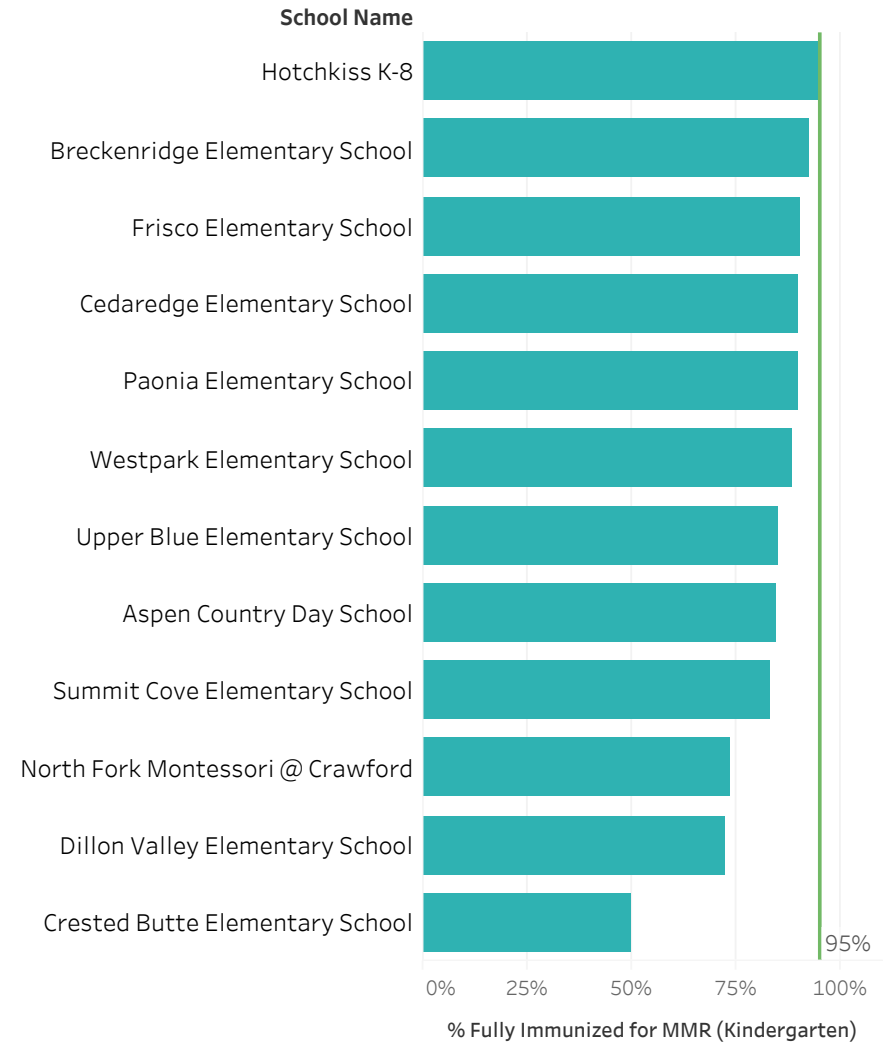 School Name
Hotchkiss K-8
Breckenridge Elementary School
Frisco Elementary School
Cedaredge Elementary School
Paonia Elementary School
Westpark Elementary School
Upper Blue Elementary School
Aspen Country Day School
Summit Cove Elementary School
North Fork Montessori @ Crawford
Dillon Valley Elementary School
Crested Butte Elementary School
95%
0% 25% 50% 75% 100%
% Fully Immunized for MMR (Kindergarten)